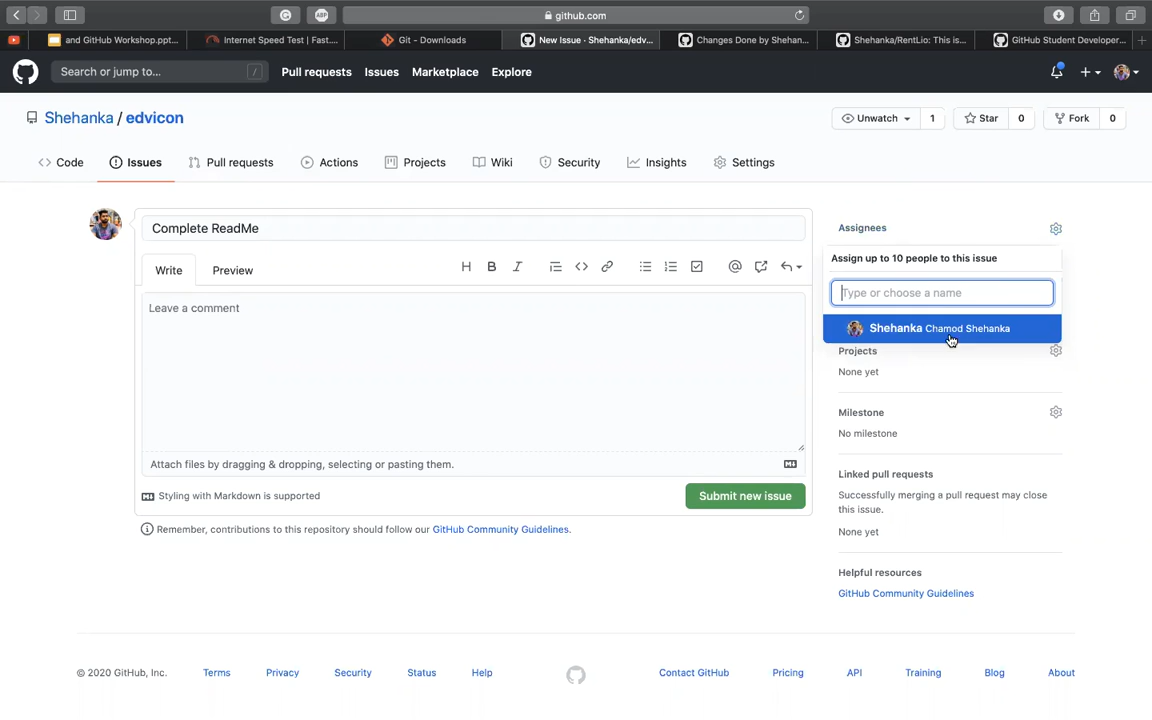 github.com
and GitHub Workshop.ppt...
Internet Speed Test | Fast....
Git - Downloads
New Issue · Shehanka/edv...
Changes Done by Shehan...
Shehanka/RentLio: This is...
GitHub Student Developer...
Search or jump to...
/
Pull requests
Issues
Marketplace
Explore
Shehanka / edvicon
Unwatch
1
Star
0
Fork
0
Code
Issues
Pull requests
Actions
Projects
Wiki
Security
Insights
Settings
Complete ReadMe
Write
Preview
Leave a comment
Attach files by dragging & dropping, selecting or pasting them.
Styling with Markdown is supported
Submit new issue
Remember, contributions to this repository should follow our GitHub Community Guidelines.
Assignees
Assign up to 10 people to this issue
Type or choose a name
Shehanka Chamod Shehanka
Projects
None yet
Milestone
No milestone
Linked pull requests
Successfully merging a pull request may close
this issue.
None yet
Helpful resources
GitHub Community Guidelines
© 2020 GitHub, Inc.
Terms
Privacy
Security
Status
Help
Contact GitHub
Pricing
API
Training
Blog
About